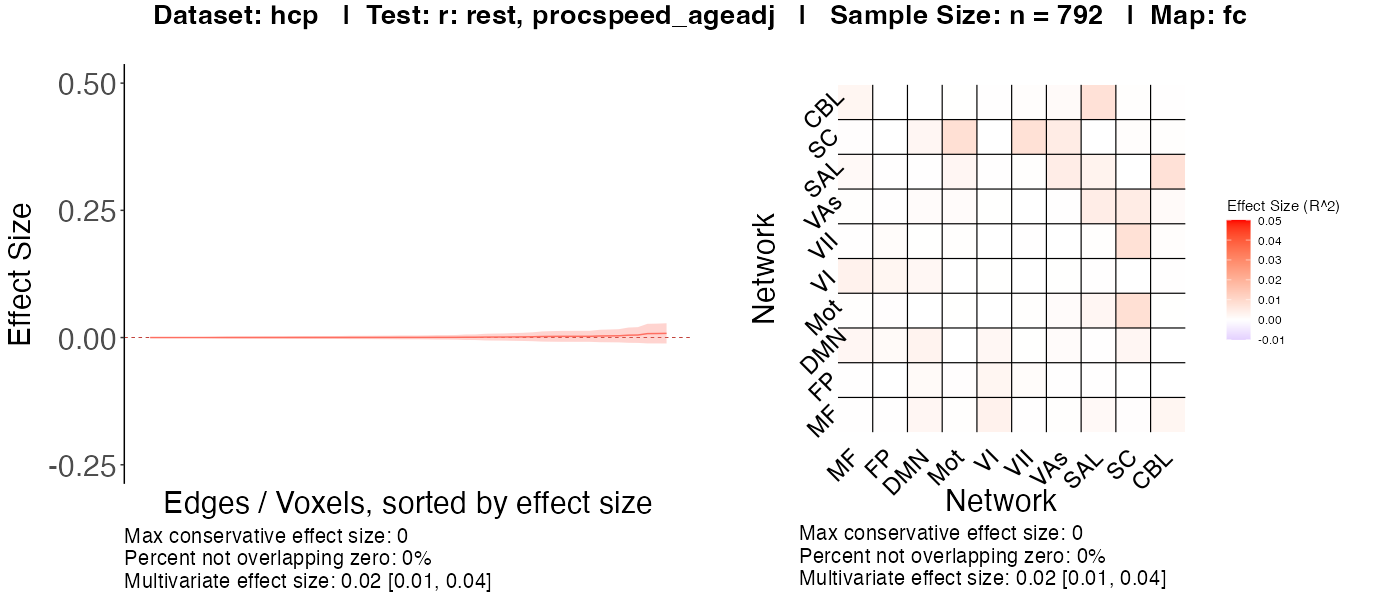 Dataset: hcp | Test: r: rest, procspeed_ageadj | Sample Size: n = 792 | Map: fc
0.50
0.25
0.00
-0.25
Effect Size
Edges / Voxels, sorted by effect size
Max conservative effect size: 0
Percent not overlapping zero: 0%
Multivariate effect size: 0.02 [0.01, 0.04]
Network
CBL
SC
SAL
VAs
VII
VI
Mot
DMN
FP
MF
MF FP DMN Mot VI VII VAs SAL SC CBL
Network
Max conservative effect size: 0
Percent not overlapping zero: 0%
Multivariate effect size: 0.02 [0.01, 0.04]
Effect Size (R^2)
0.05
0.04
0.03
0.02
0.01
0.00
-0.01